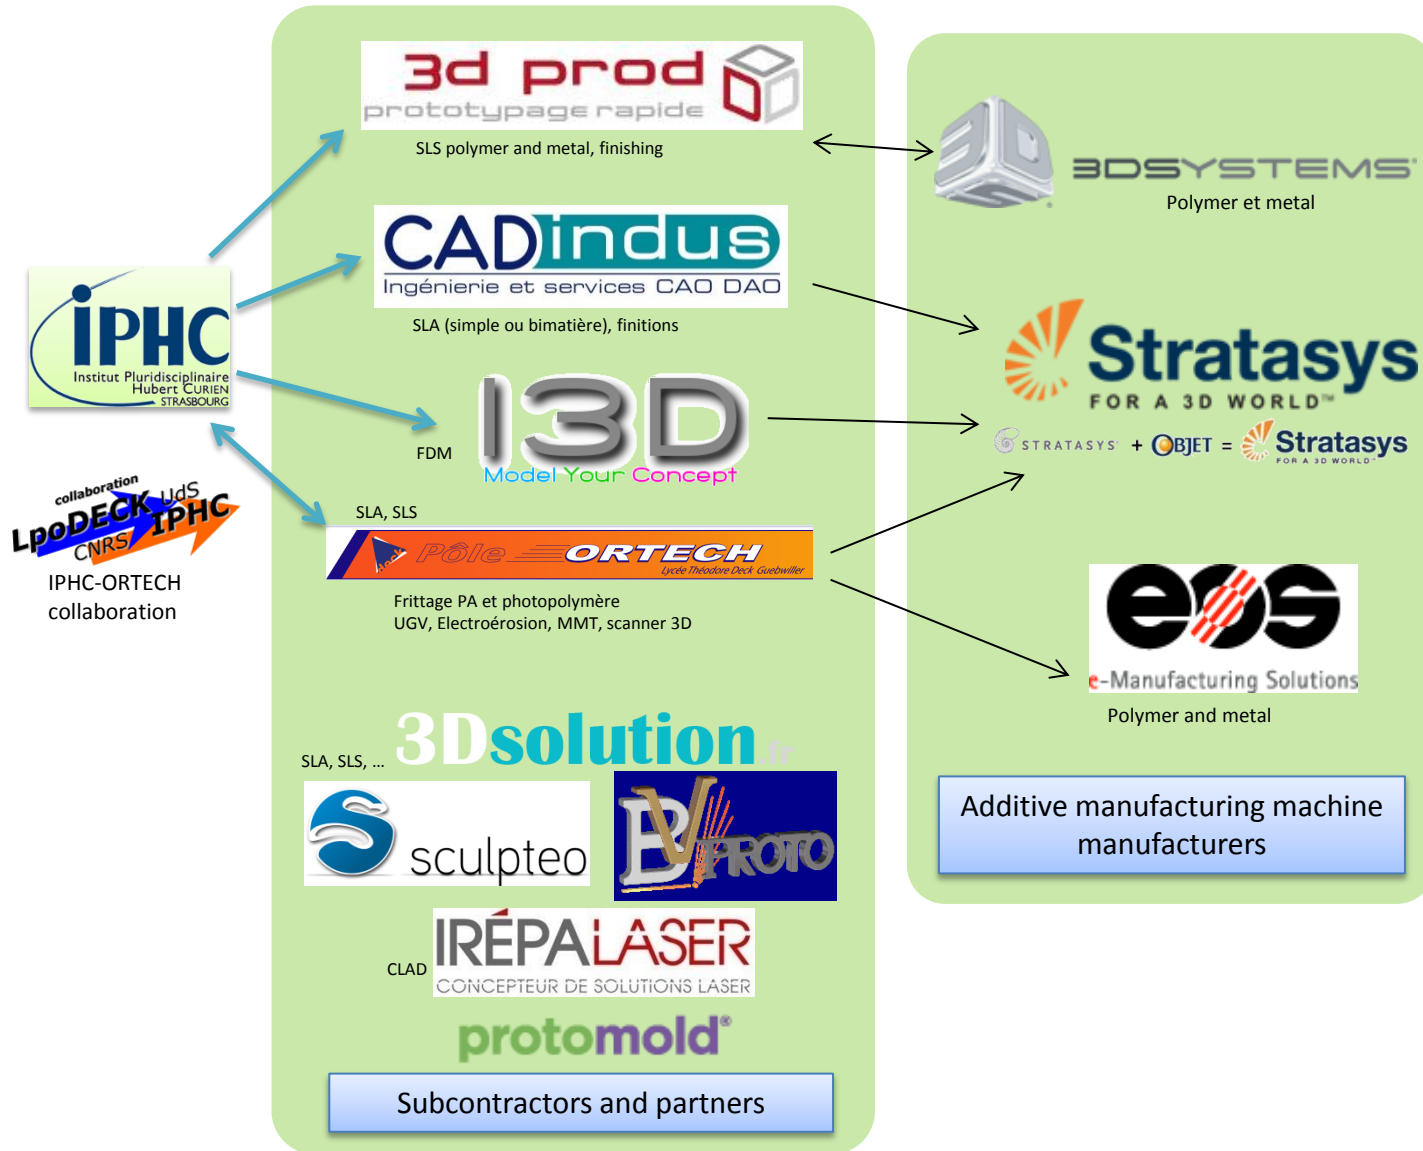 3d prod
prototypage rapide
SLS polymer and metal, finishing
CADindus
Ingénierie et services CAO DAO
SLA (simple ou bimatière), finitions
iPHC
Institut Pluridisciplinaire
Hubert CURIEN
STRASBOURG
FDM
I3D
Model Your Concept
collaboration
LpoDECK UdS
CNRS IPHC
IPHC-ORTECH
collaboration
SLA, SLS
deck
Pôle ORTECH
Lycée Théodore Deck Guebwiller
Frittage PA et photopolymère
UGV, Electroérosion, MMT, scanner 3D
3Dsolution.fr
SLA, SLS, ...
sculpteo
BV PROTO
CLAD
IRÉPA LASER
CONCEPTEUR DE SOLUTIONS LASER
protomold®
Subcontractors and partners
3DS
3DSYSTEMS®
Polymer et metal
Stratasys
FOR A 3D WORLD™
STRATASYS + OBJET = Stratasys
FOR A 3D WORLD
eos
e-Manufacturing Solutions
Polymer and metal
Additive manufacturing machine
manufacturers